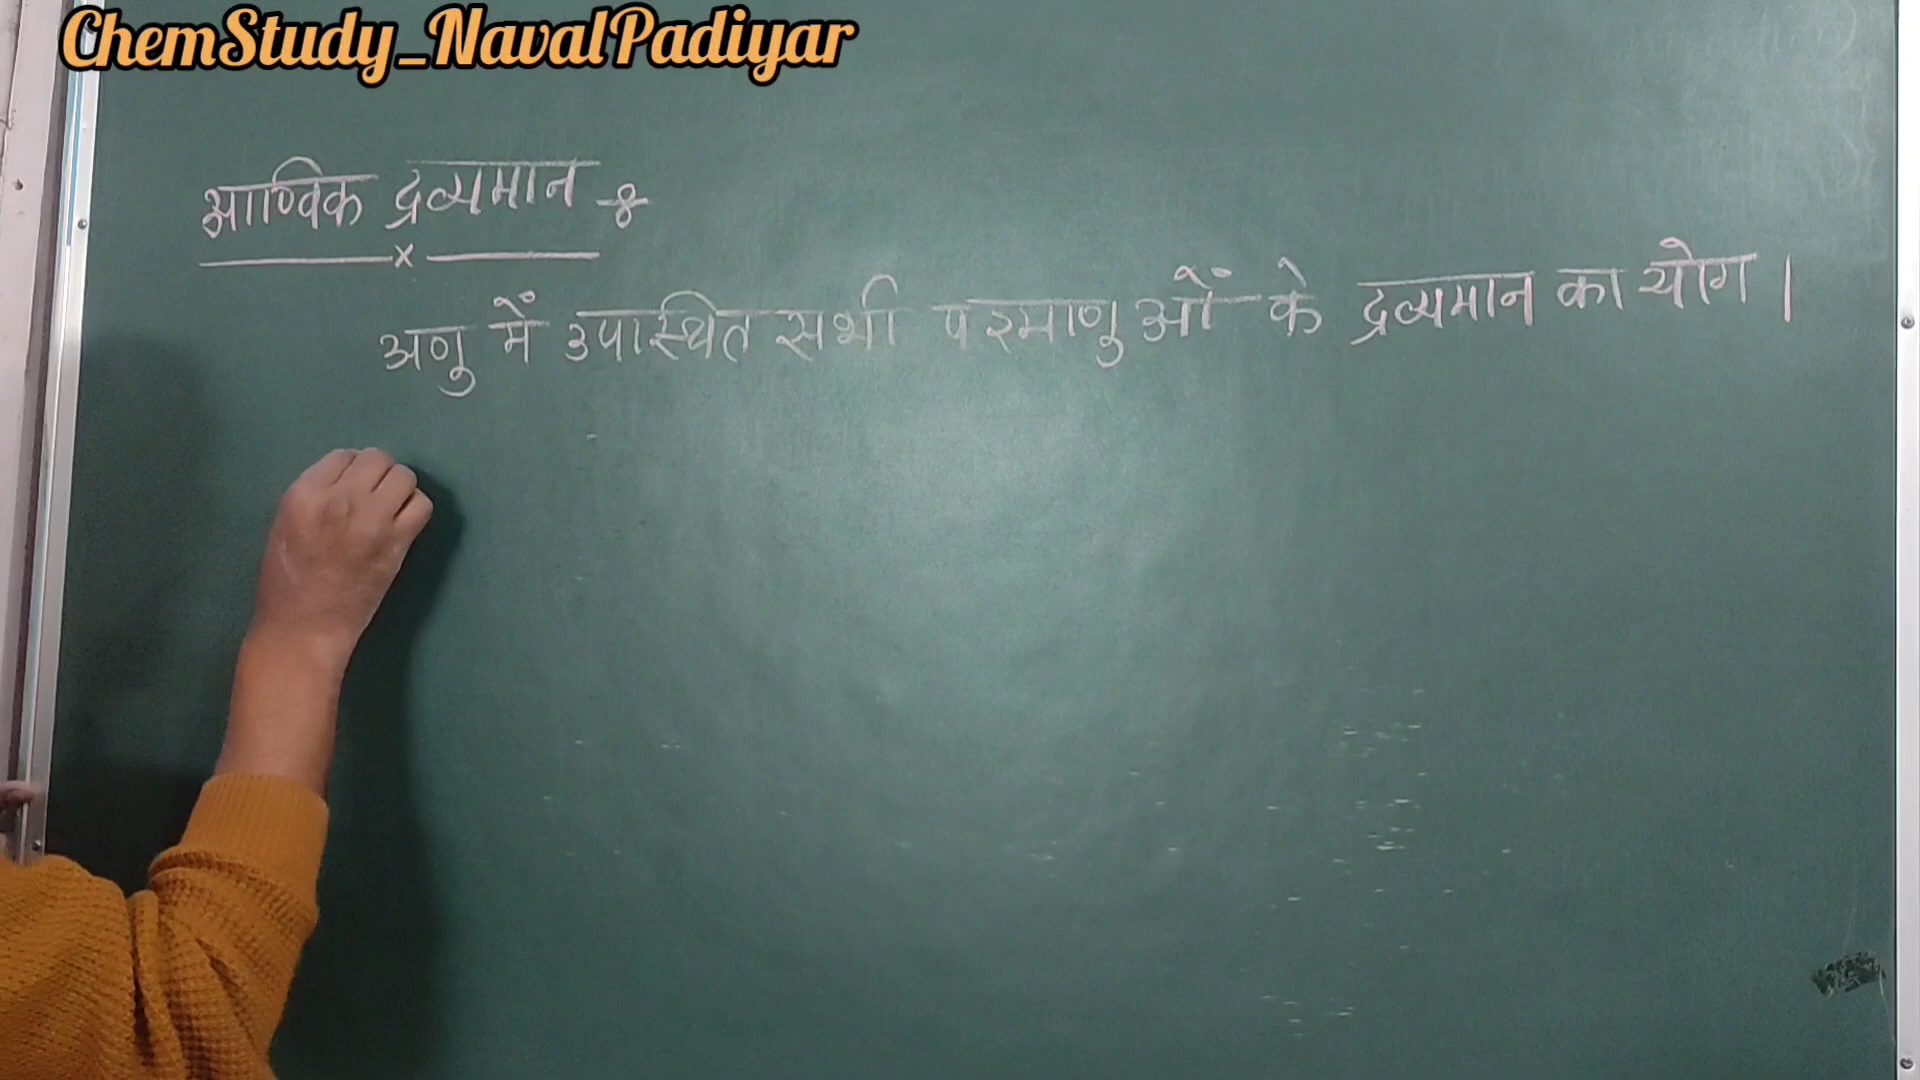 ChemStudy_NavalPadiyar
आण्विक द्रव्यमान :-
अणु में उपस्थित सभी परमाणुओं के द्रव्यमान का योग ।